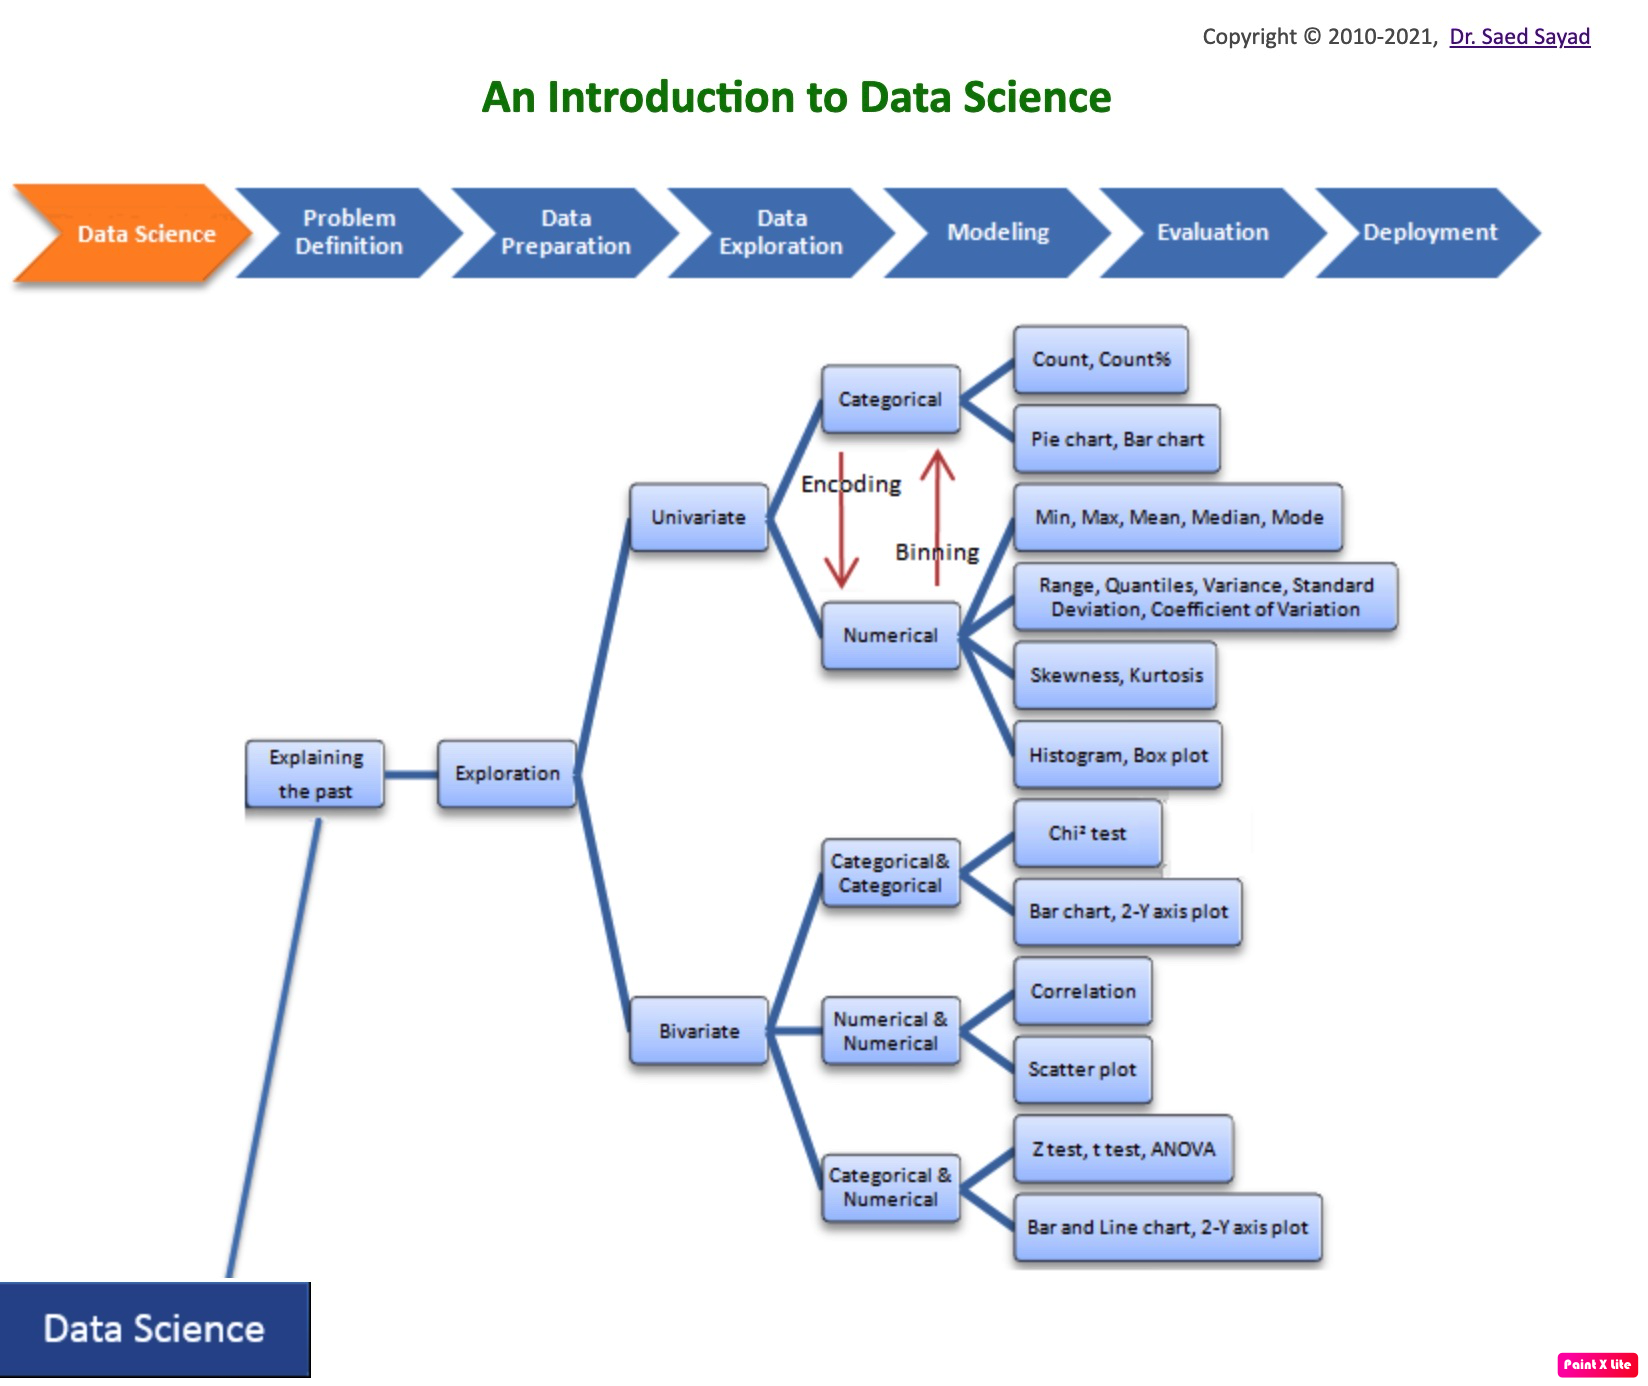 Copyright © 2010-2021, Dr. Saed Sayad
An Introduction to Data Science
Data Science
Problem
Definition
Data
Preparation
Data
Exploration
Modeling
Evaluation
Deployment
Count, Count%
Categorical
Pie chart, Bar chart
Encoding
Univariate
Min, Max, Mean, Median, Mode
Binning
Range, Quantiles, Variance, Standard
Deviation, Coefficient of Variation
Numerical
Skewness, Kurtosis
Histogram, Box plot
Explaining
the past
Exploration
Chi² test
Categorical&
Categorical
Bar chart, 2-Y axis plot
Correlation
Bivariate
Numerical &
Numerical
Scatter plot
Z test, t test, ANOVA
Categorical &
Numerical
Bar and Line chart, 2-Y axis plot
Data Science
Paint X Lite